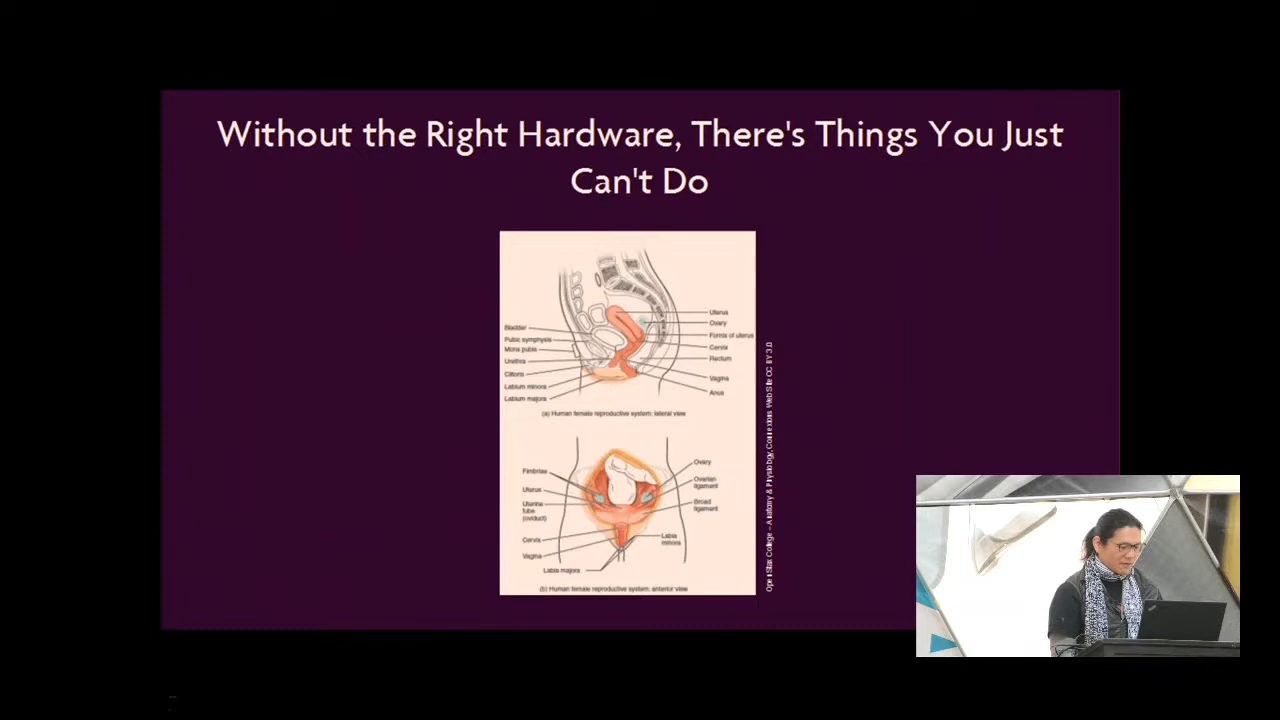 Without the Right Hardware, There's Things You Just
Can't Do
Bladder
Pubic symphysis
Mons pubis
Urethra
Clitoris
Labium minora
Labium majora
Uterus
Ovary
Fornix of uterus
Cervix
Rectum
Vagina
Anus
(a) Human female reproductive system: lateral view
Fimbriae
Uterus
Uterine
tube
(oviduct)
Cervix
Vagina
Labia majora
Ovary
Ovarian
ligament
Broad
ligament
Labia
minora
(b) Human female reproductive system: anterior view
OpenStax College – Anatomy & Physiology, Connexions Web Site CC BY 3.0